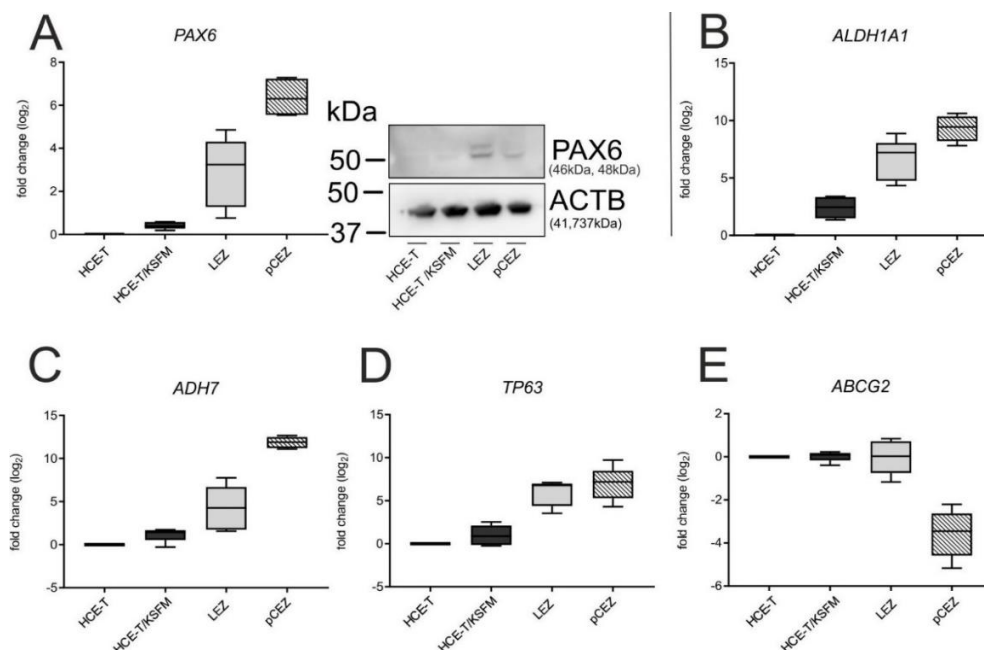 A
PAX6
fold change (log2)
8
6
4
2
0
HCE-T
HCE-T/KSFM
LEZ
pCEZ
kDa
50
50
37
PAX6
(46kDa, 48kDa)
ACTB
(41,737kDa)
HCE-T
HCE-T /KSFM
LEZ
pCEZ
B
ALDH1A1
fold change (log2)
15
10
5
0
HCE-T
HCE-T/KSFM
LEZ
pCEZ
C
ADH7
fold change (log2)
15
10
5
0
-5
HCE-T
HCE-T/KSFM
LEZ
pCEZ
D
TP63
fold change (log2)
15
10
5
0
-5
HCE-T
HCE-T/KSFM
LEZ
pCEZ
E
ABCG2
fold change (log2)
2
0
-2
-4
-6
HCE-T
HCE-T/KSFM
LEZ
pCEZ